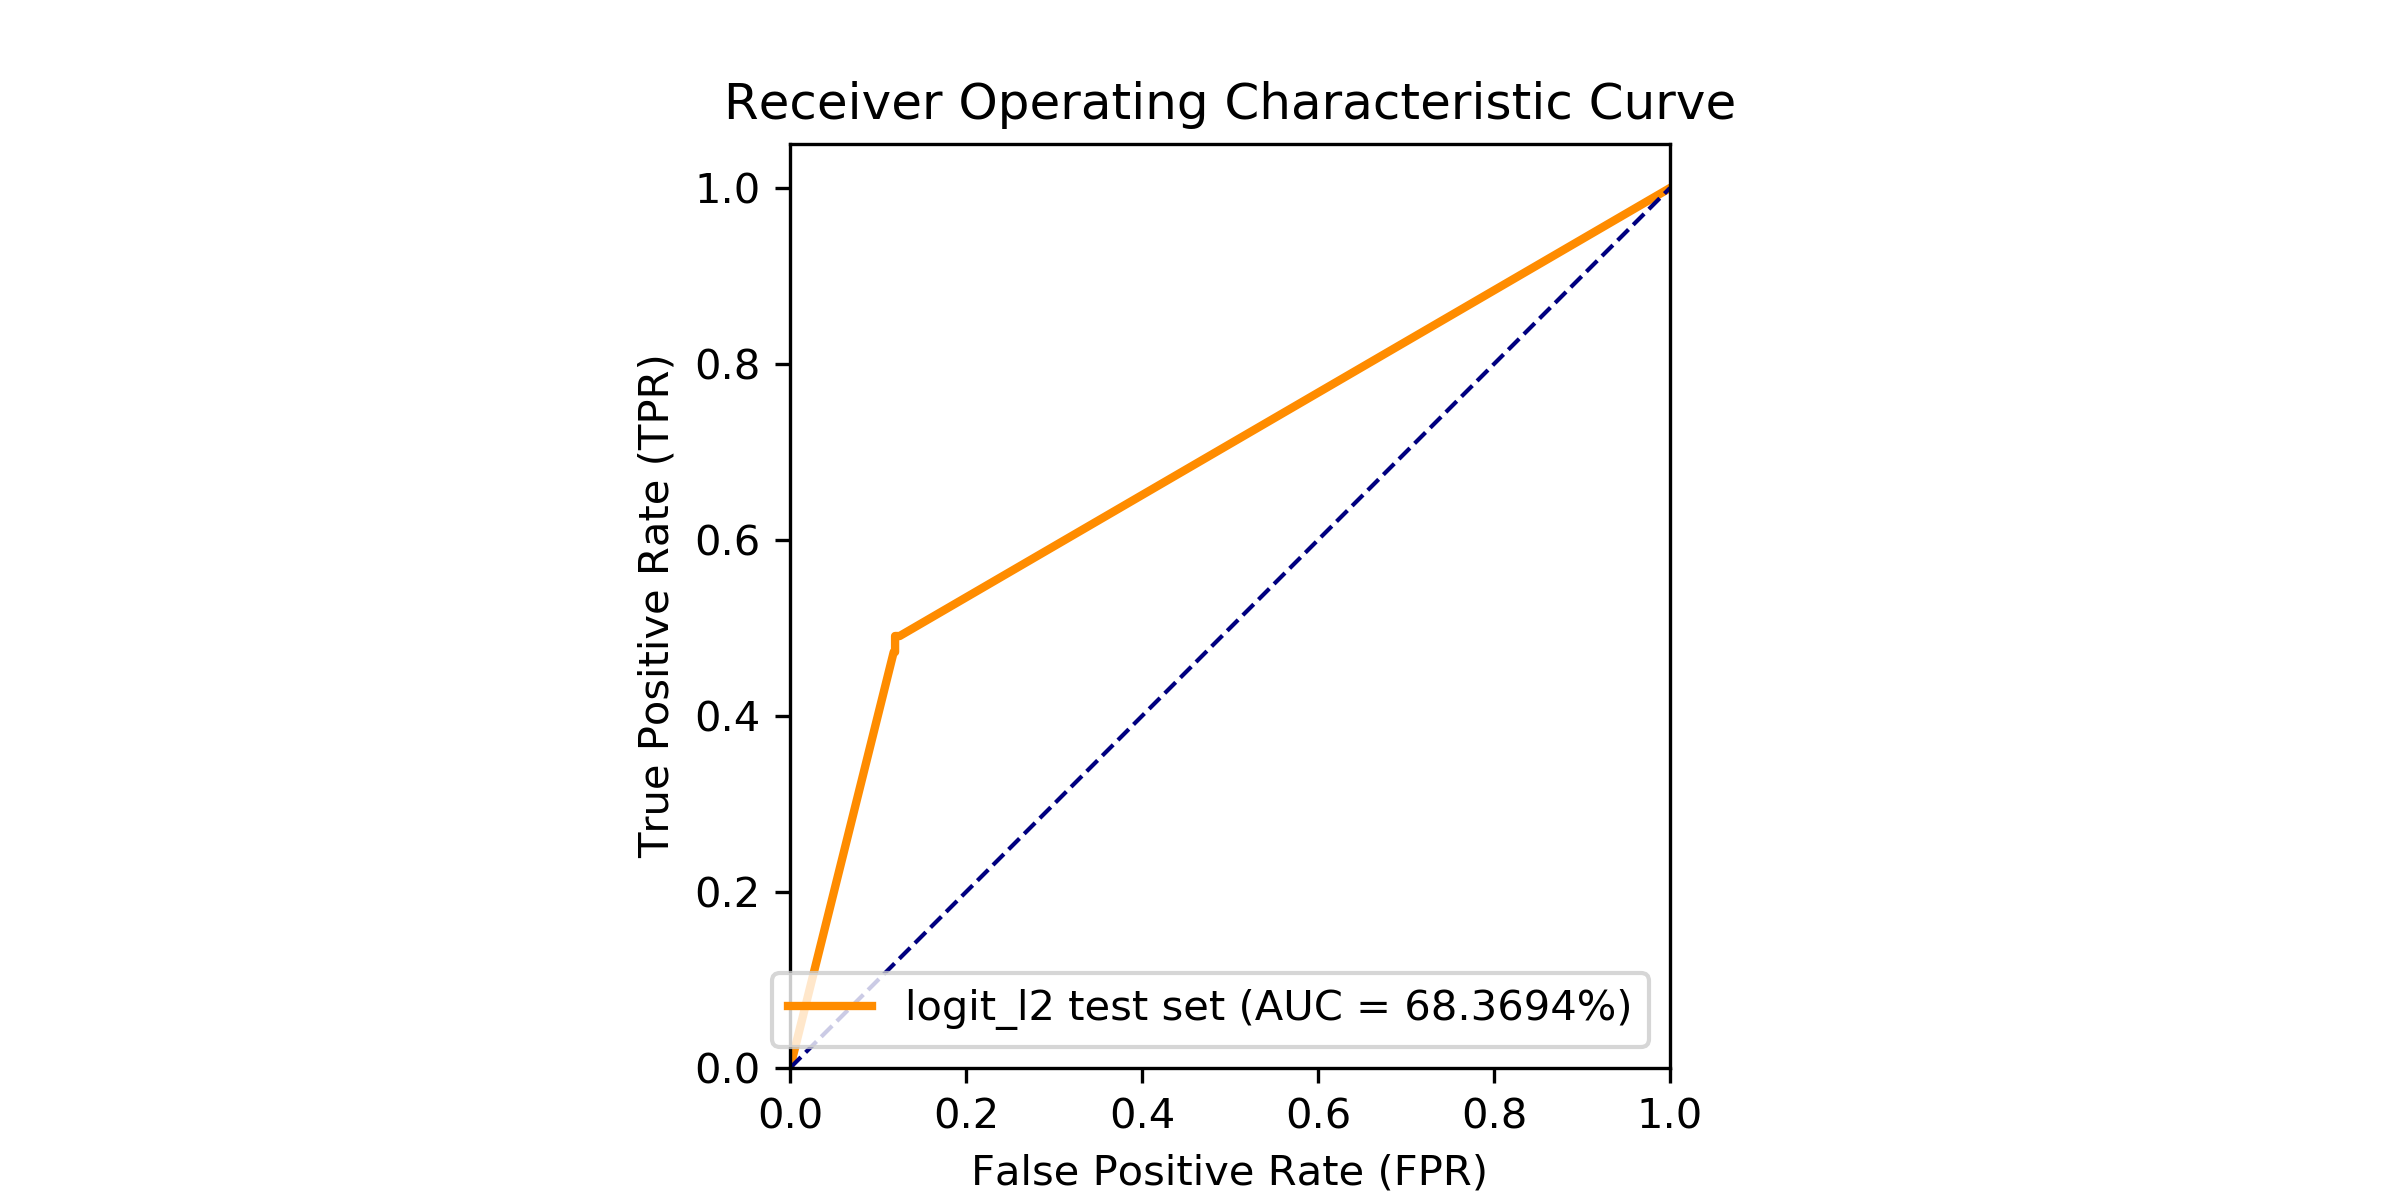 Receiver Operating Characteristic Curve
True Positive Rate (TPR)
1.0
0.8
0.6
0.4
0.2
0.0
logit_l2 test set (AUC = 68.3694%)
0.0 0.2 0.4 0.6 0.8 1.0
False Positive Rate (FPR)